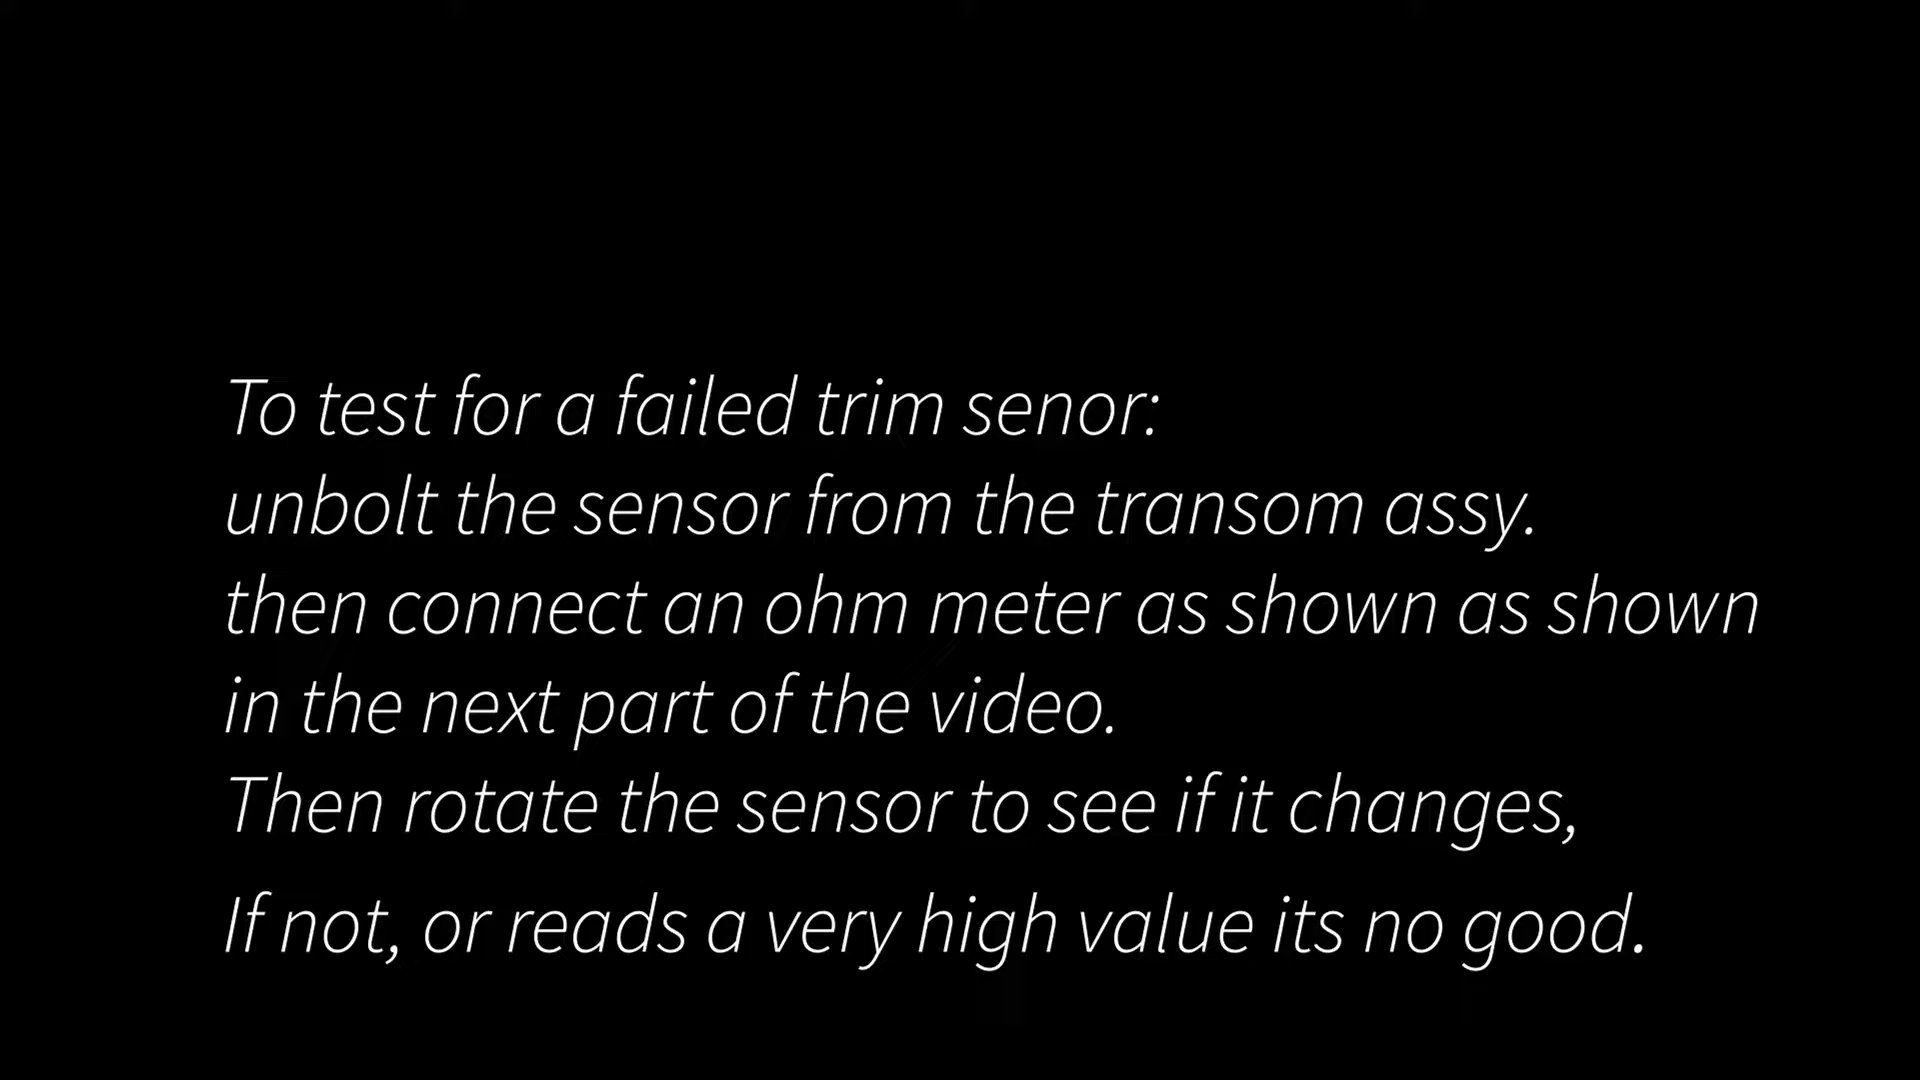 To test for a failed trim senor:
unbolt the sensor from the transom assy.
then connect an ohm meter as shown as shown
in the next part of the video.
Then rotate the sensor to see if it changes,
If not, or reads a very high value its no good.